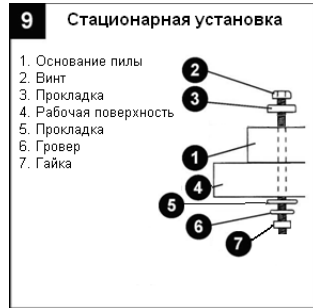 9 Стационарная установка
1. Основание пилы
2. Винт
3. Прокладка
4. Рабочая поверхность
5. Прокладка
6. Гровер
7. Гайка
2
3
1
4
5
6
7